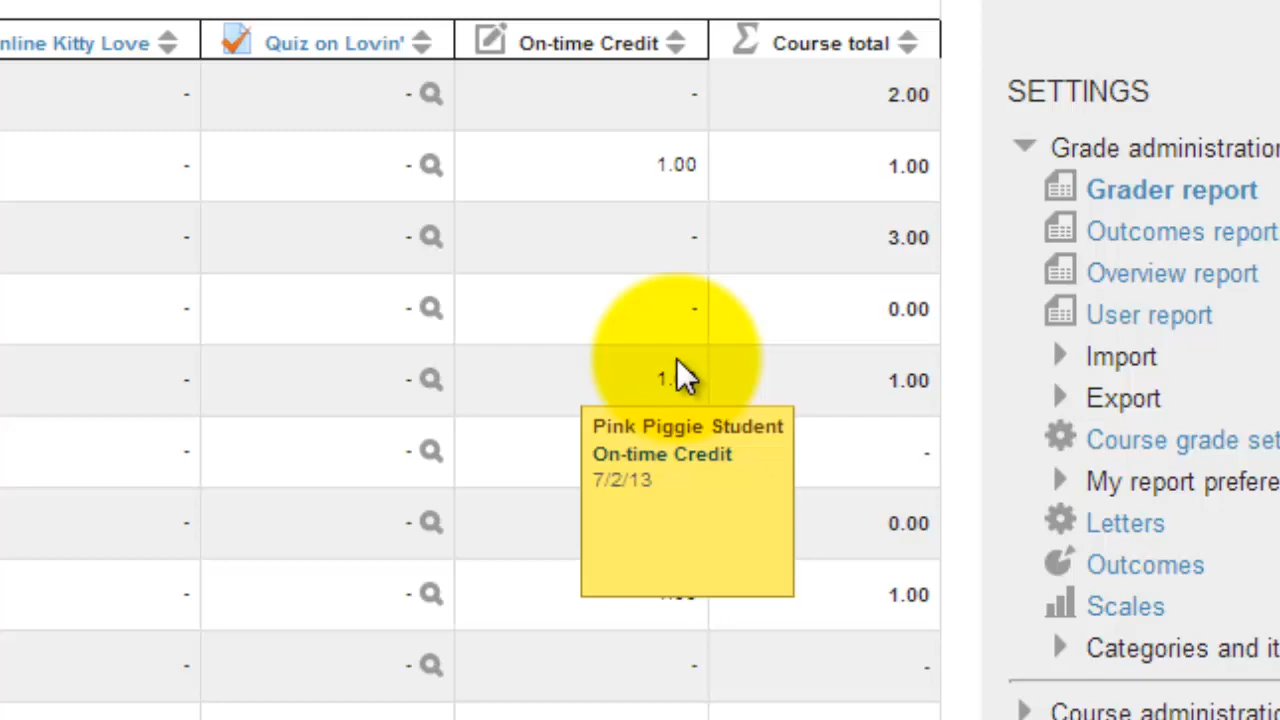 nline Kitty Love Quiz on Lovin' On-time Credit Course total
- - - 2.00
- - 1.00 1.00
- - - 3.00
- - - 0.00
- - 1. 1.00
- - -
- - 0.00
- - 1.00
- - - -
Pink Piggie Student
On-time Credit
7/2/13
SETTINGS
Grade administration
Grader report
Outcomes report
Overview report
User report
Import
Export
Course grade set
My report prefere
Letters
Outcomes
Scales
Categories and it
Course administratio